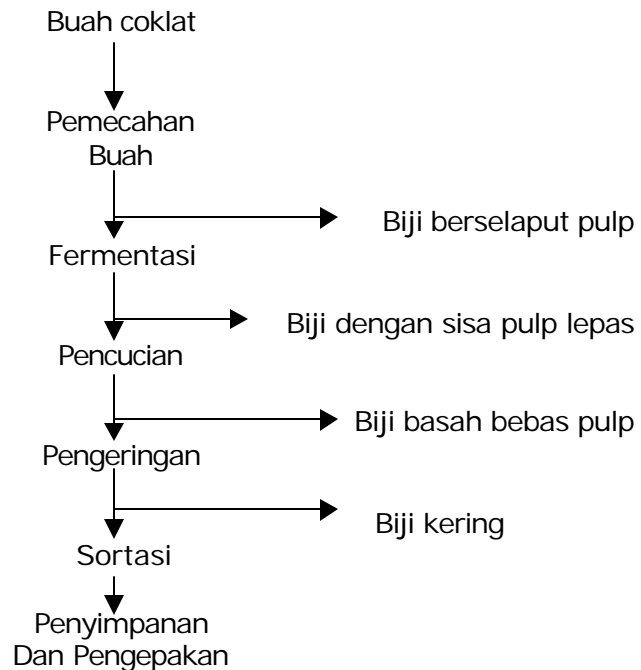 Buah coklat
Pemecahan
Buah
Biji berselaput pulp
Fermentasi
Biji dengan sisa pulp lepas
Pencucian
Biji basah bebas pulp
Pengeringan
Biji kering
Sortasi
Penyimpanan
Dan Pengepakan